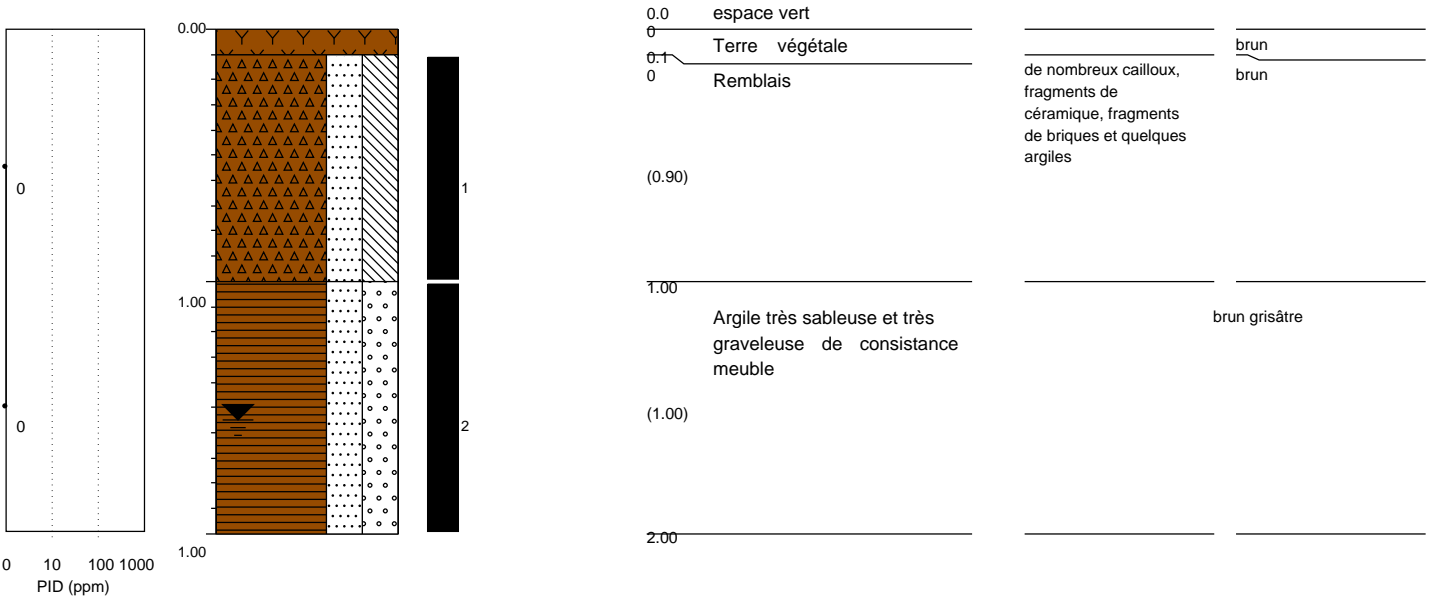 0.00
0.0
espace vert
0
Terre végétale
brun
0.1
0
Remblais
de nombreux cailloux,
fragments de
céramique, fragments
de briques et quelques
argiles
brun
(0.90)
0
1
1.00
1.00
Argile très sableuse et très
graveleuse de consistance
meuble
brun grisâtre
(1.00)
0
2
2.00
1.00
0 10 100 1000
PID (ppm)